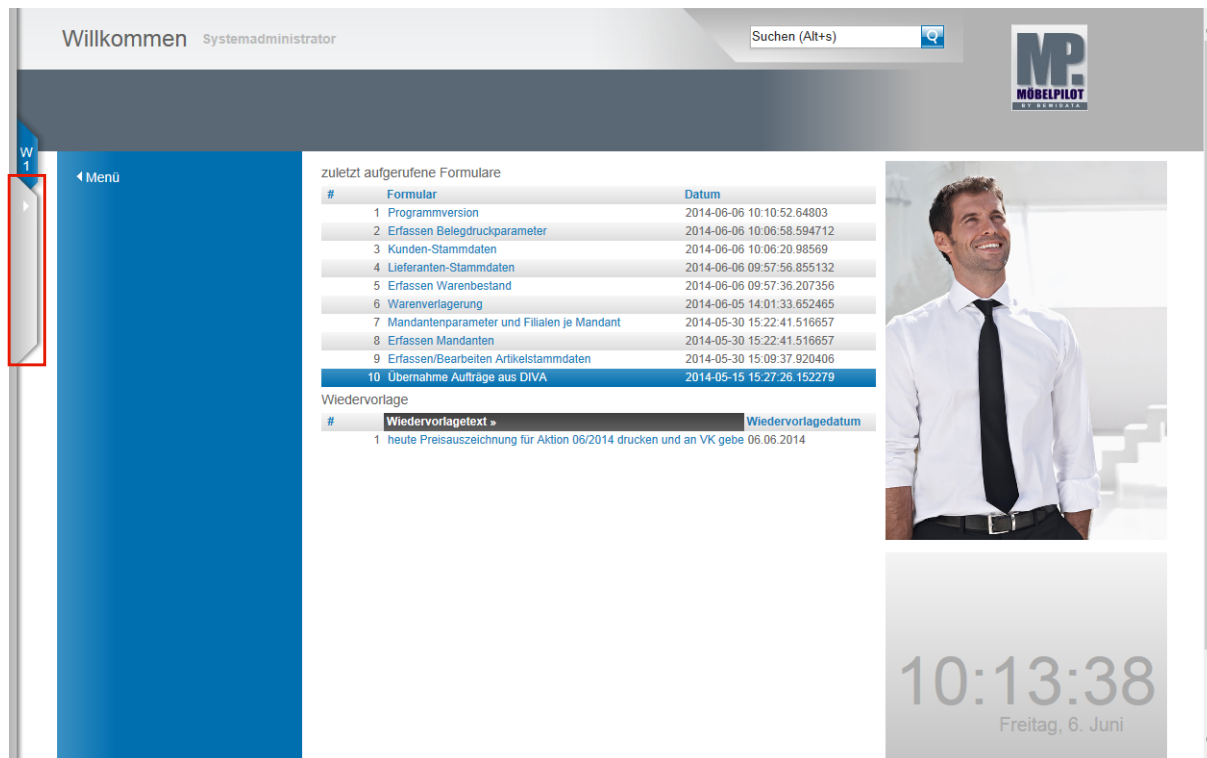 Willkommen Systemadministrator
Suchen (Alt+s)
MP.
MÖBELPILOT
BY BEMIDATA
W
1
Menü
zuletzt aufgerufene Formulare
# Formular Datum
1 Programmversion 2014-06-06 10:10:52.64803
2 Erfassen Belegdruckparameter 2014-06-06 10:06:58.594712
3 Kunden-Stammdaten 2014-06-06 10:06:20.98569
4 Lieferanten-Stammdaten 2014-06-06 09:57:56.855132
5 Erfassen Warenbestand 2014-06-06 09:57:36.207356
6 Warenverlagerung 2014-06-05 14:01:33.652465
7 Mandantenparameter und Filialen je Mandant 2014-05-30 15:22:41.516657
8 Erfassen Mandanten 2014-05-30 15:22:41.516657
9 Erfassen/Bearbeiten Artikelstammdaten 2014-05-30 15:09:37.920406
10 Übernahme Aufträge aus DIVA 2014-05-15 15:27:26.152279
Wiedervorlage
# Wiedervorlagetext » Wiedervorlagedatum
1 heute Preisauszeichnung für Aktion 06/2014 drucken und an VK gebe 06.06.2014
10:13:38
Freitag, 6. Juni